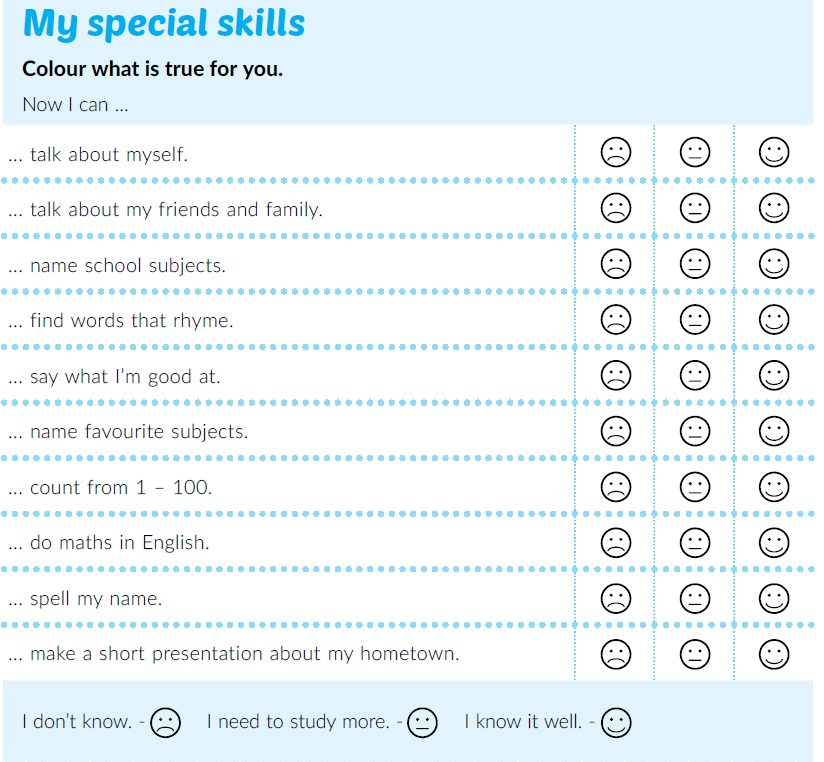 My special skills
Colour what is true for you.
Now I can ...
... talk about myself.
... talk about my friends and family.
... name school subjects.
... find words that rhyme.
... say what I'm good at.
... name favourite subjects.
... count from 1 – 100.
... do maths in English.
... spell my name.
... make a short presentation about my hometown.
I don't know. - I need to study more. - I know it well. -